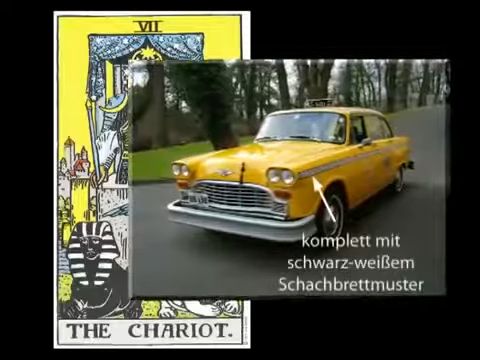 VII
THE CHARIOT.
komplett mit
schwarz-weißem
Schachbrettmuster